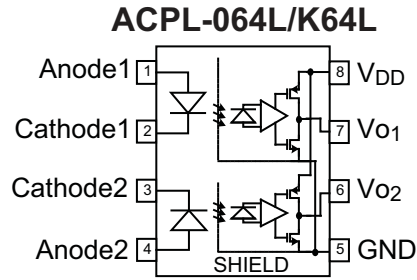 ACPL-064L/K64L
Anode1 1 8 VDD
Cathode1 2 7 Vo1
Cathode2 3 6 Vo2
Anode2 4 5 GND
SHIELD